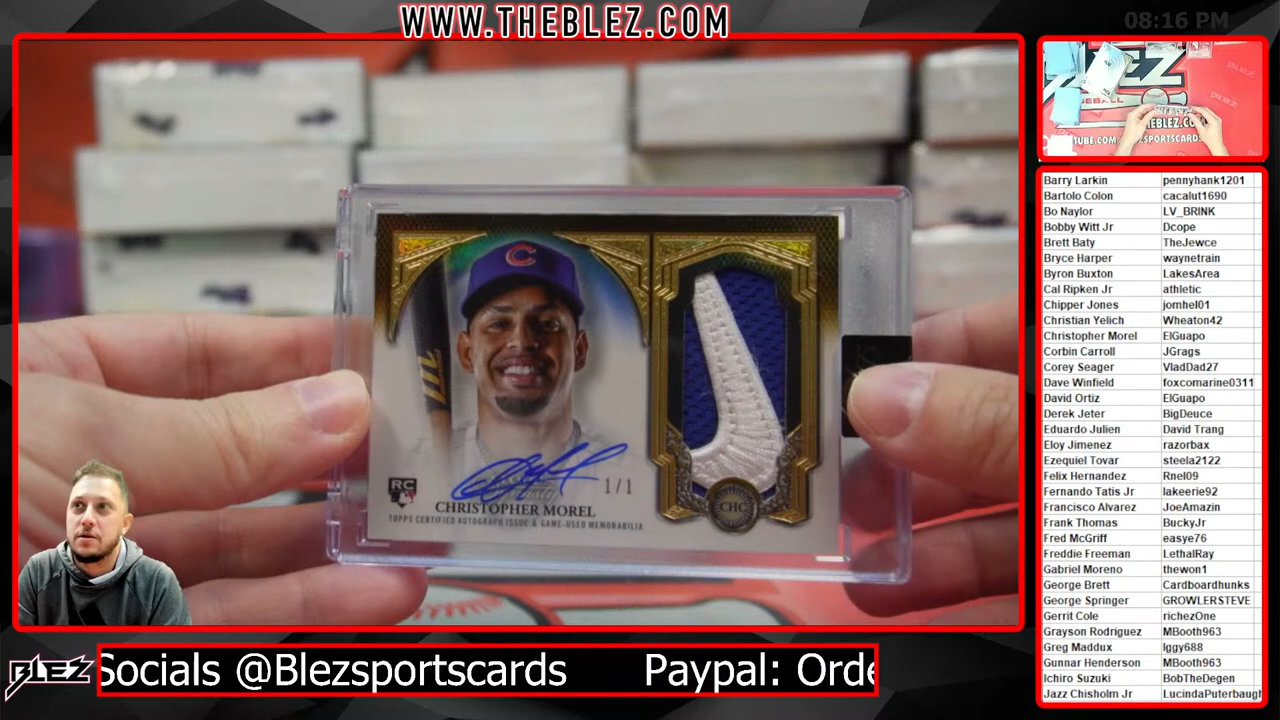 WWW.THEBLEZ.COM
08:16 PM
BLEZ
BASEBALL
THEBLEZ.COM
C
RC
1/1
CHRISTOPHER MOREL
TOPPS CERTIFIED AUTOGRAPH ISSUE & GAME-USED MEMORABILIA
CHC
Barry Larkin pennyhank1201
Bartolo Colon cacalut1690
Bo Naylor LV_BRINK
Bobby Witt Jr Dcope
Brett Baty TheJewce
Bryce Harper waynetrain
Byron Buxton LakesArea
Cal Ripken Jr athletic
Chipper Jones jomhel01
Christian Yelich Wheaton42
Christopher Morel ElGuapo
Corbin Carroll JGrags
Corey Seager VladDad27
Dave Winfield foxcomarine0311
David Ortiz ElGuapo
Derek Jeter BigDeuce
Eduardo Julien David Trang
Eloy Jimenez razorbax
Ezequiel Tovar steela2122
Felix Hernandez Rnel09
Fernando Tatis Jr lakeerie92
Francisco Alvarez JoeAmazin
Frank Thomas BuckyJr
Fred McGriff easye76
Freddie Freeman LethalRay
Gabriel Moreno thewon1
George Brett Cardboardhunks
George Springer GROWLERSTEVE
Gerrit Cole richezOne
Grayson Rodriguez MBooth963
Greg Maddux Iggy688
Gunnar Henderson MBooth963
Ichiro Suzuki BobTheDegen
Jazz Chisholm Jr LucindaPuterbaugh
BLEZ
Socials @Blezsportscards Paypal: Orde